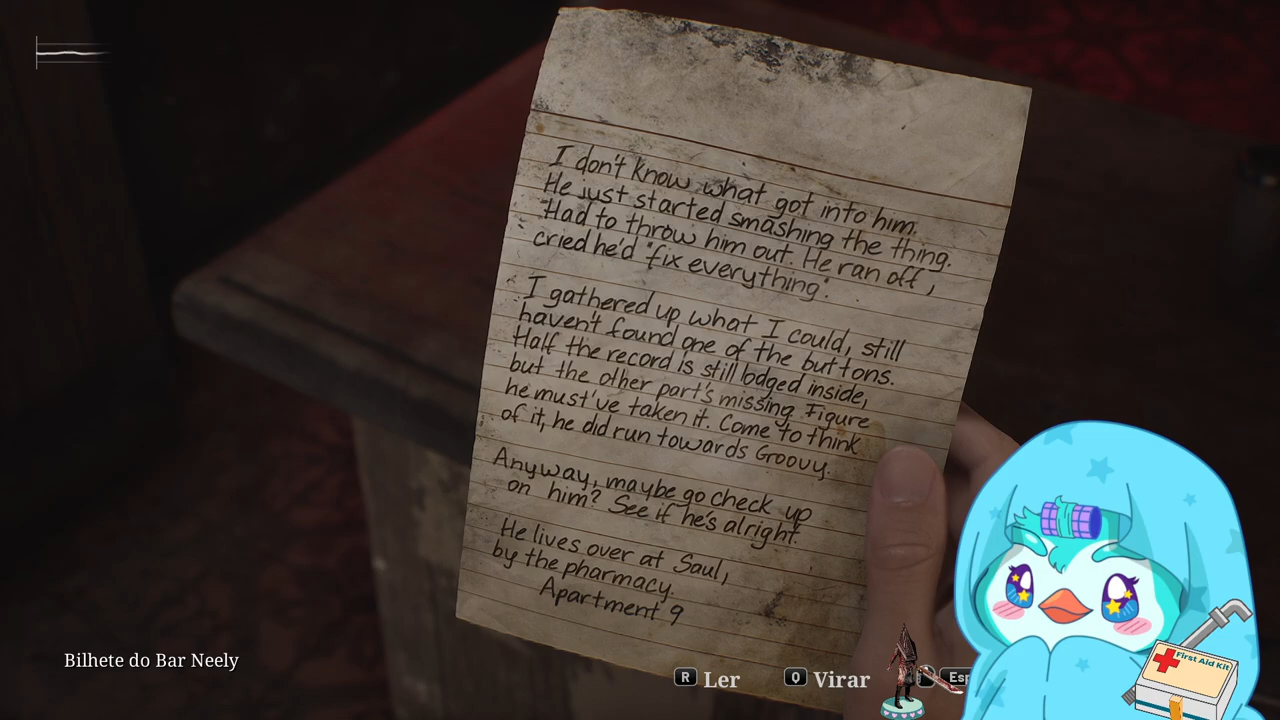 I don't know what got into him.
He just started smashing the thing.
Had to throw him out. He ran off,
cried he'd "fix everything".
I gathered up what I could, still
haven't found one of the buttons.
Half the record is still lodged inside,
but the other part's missing. Figure
he must've taken it. Come to think
of it, he did run towards Groovy.
Anyway, maybe go check up
on him? See if he's alright.
He lives over at Saul,
by the pharmacy.
Apartment 9
Bilhete do Bar Neely
R Ler Q Virar Esp
First Aid Kit